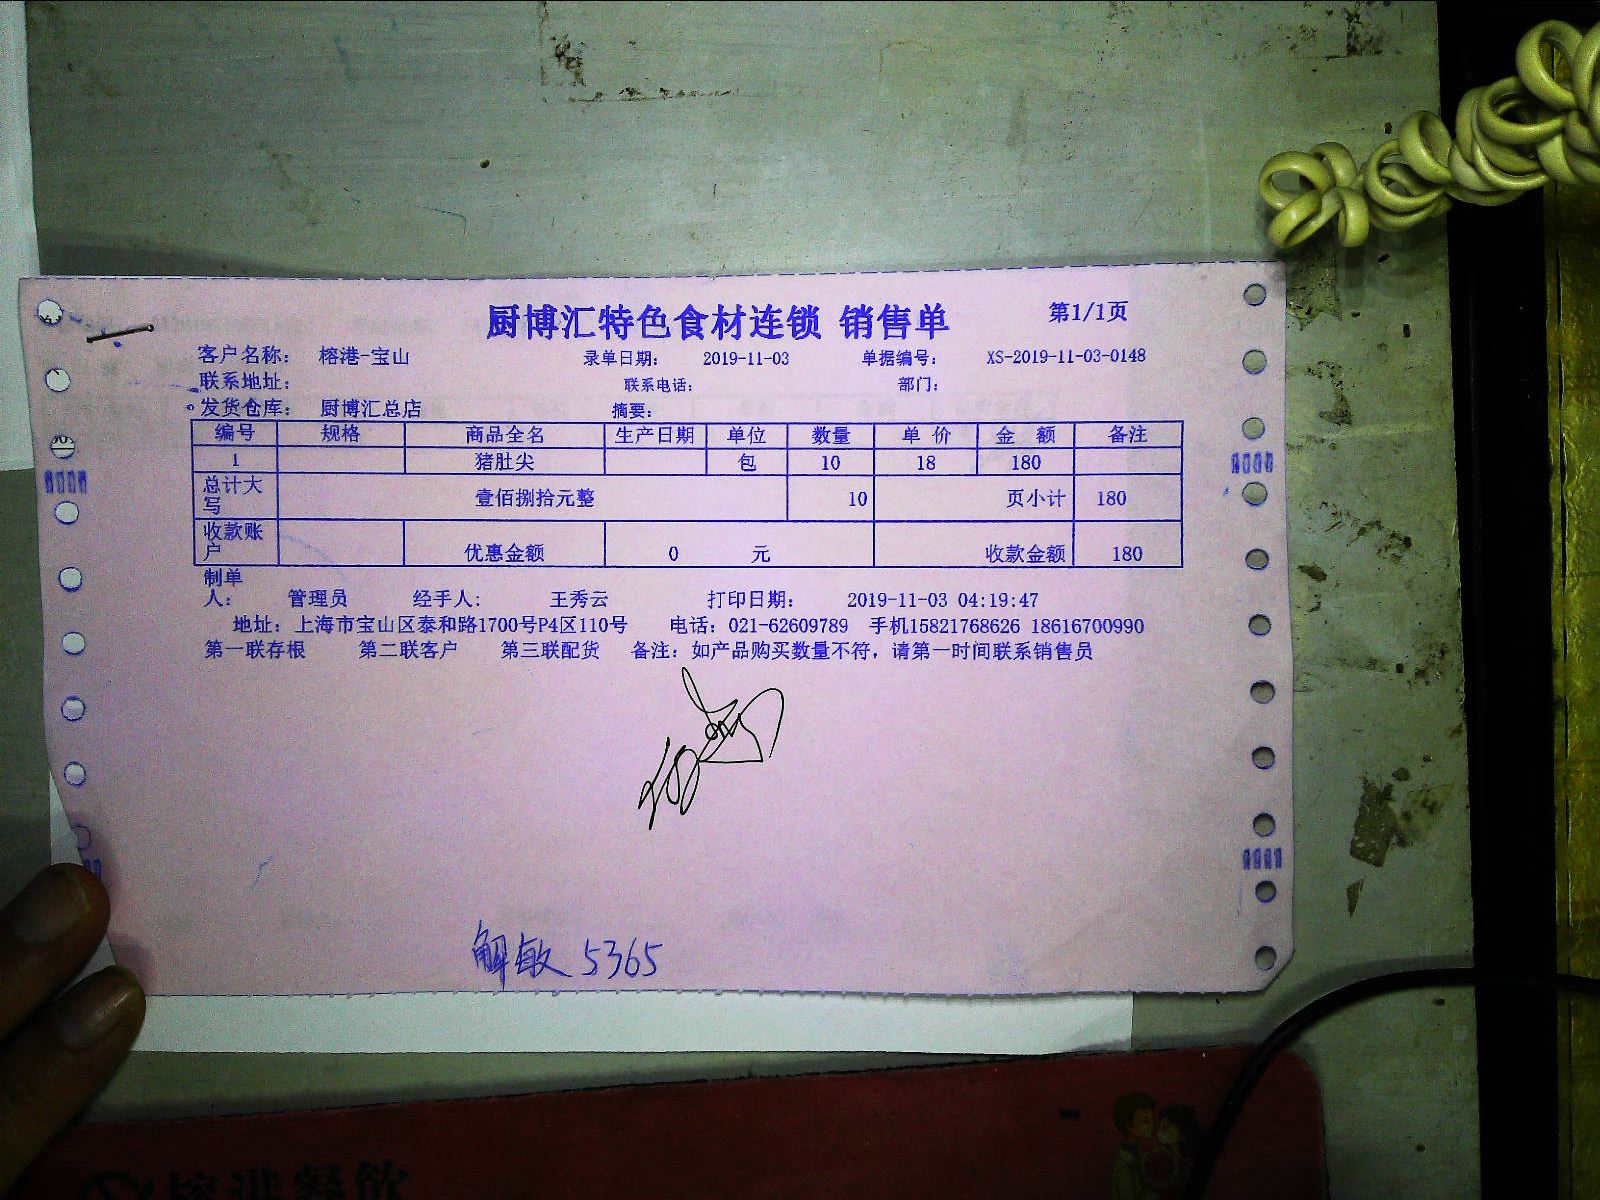 厨博汇特色食材连锁 销售单 第1/1页
客户名称： 榕港-宝山 录单日期： 2019-11-03 单据编号： XS-2019-11-03-0148
联系地址： 联系电话： 部门：
发货仓库： 厨博汇总店 摘要：
编号 规格 商品全名 生产日期 单位 数量 单价 金额 备注
1 猪肚尖 包 10 18 180
总计大写 壹佰捌拾元整 10 页小计 180
收款账户 优惠金额 0 元 收款金额 180
制单人： 管理员 经手人： 王秀云 打印日期： 2019-11-03 04:19:47
地址：上海市宝山区泰和路1700号P4区110号 电话：021-62609789 手机15821768626 18616700990
第一联存根 第二联客户 第三联配货 备注：如产品购买数量不符，请第一时间联系销售员
解敏 5365
榕港餐饮